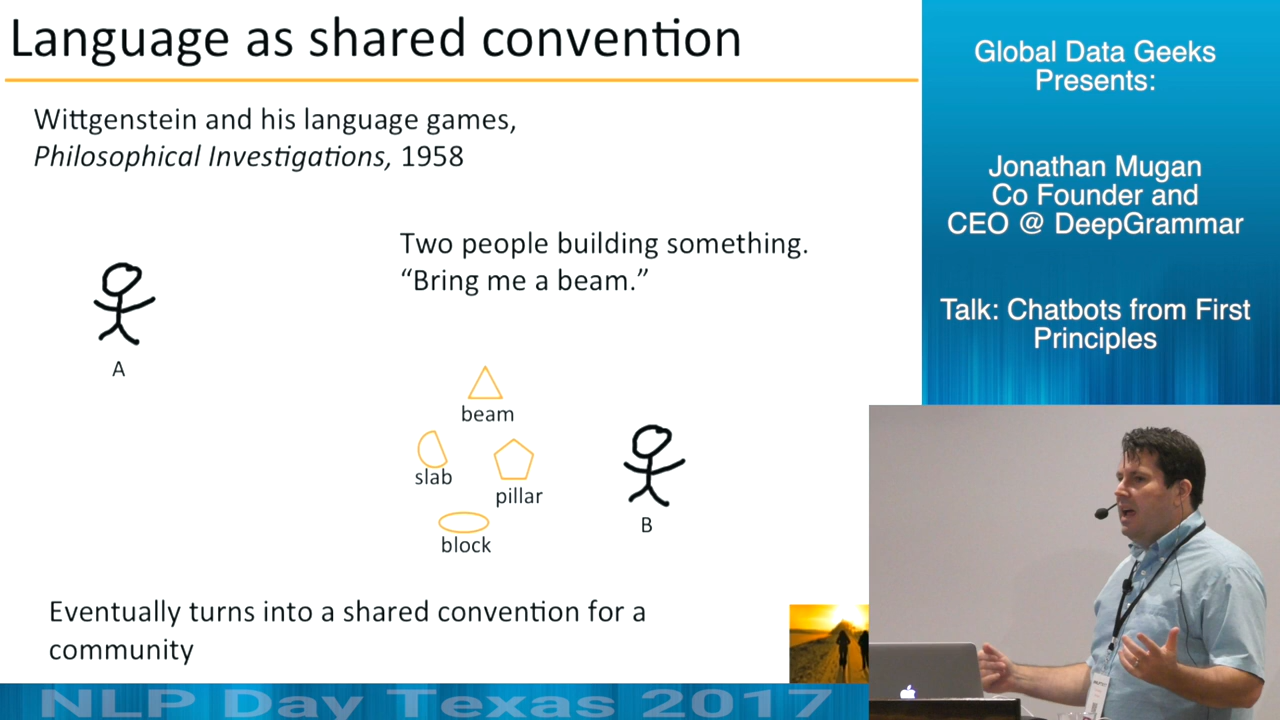 Language as shared convention
Wittgenstein and his language games,
Philosophical Investigations, 1958
Two people building something.
“Bring me a beam.”
A
beam
slab
pillar
block
B
Eventually turns into a shared convention for a
community
Global Data Geeks
Presents:
Jonathan Mugan
Co Founder and
CEO @ DeepGrammar
Talk: Chatbots from First
Principles
NLP Day Texas 2017